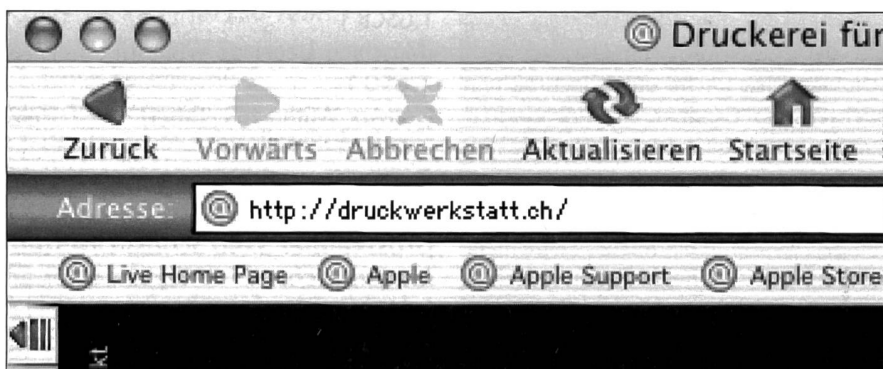 Druckerei für
Zurück Vorwärts Abbrechen Aktualisieren Startseite
Adresse: http://druckwerkstatt.ch/
Live Home Page Apple Apple Support Apple Store
kt